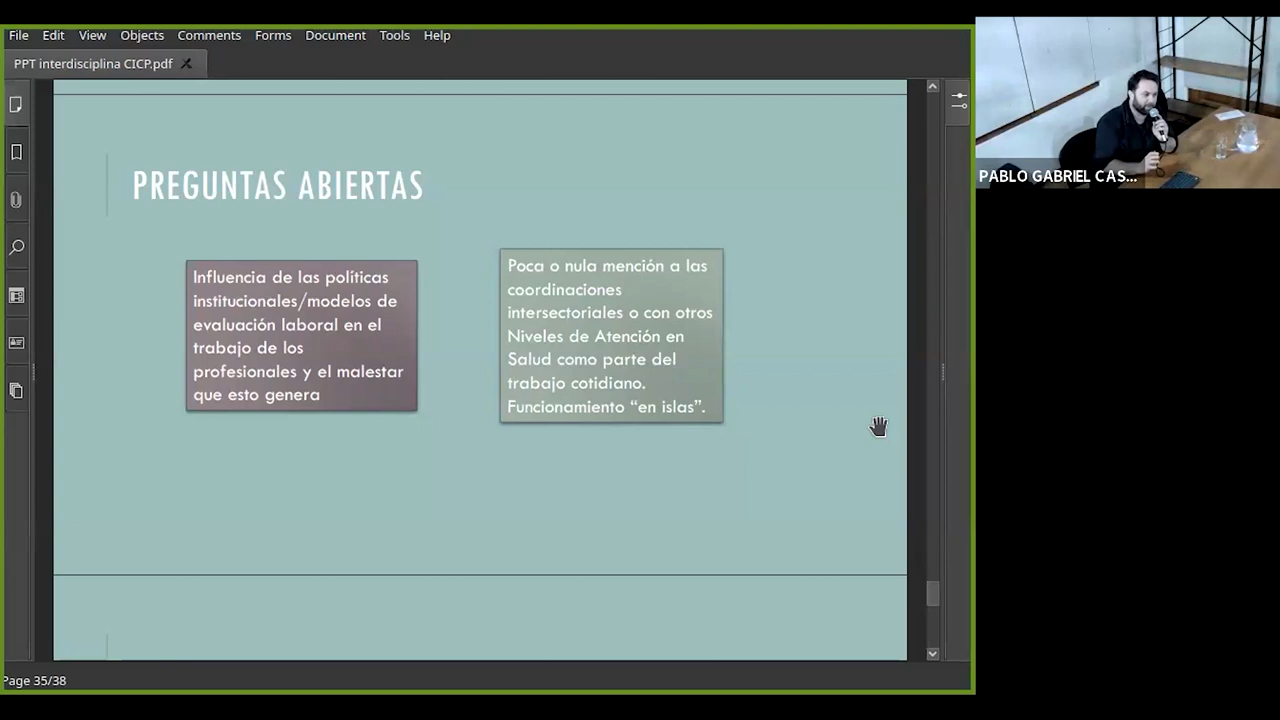 File Edit View Objects Comments Forms Document Tools Help
PPT interdisciplina CICP.pdf
PREGUNTAS ABIERTAS
Influencia de las políticas
institucionales/modelos de
evaluación laboral en el
trabajo de los
profesionales y el malestar
que esto genera
Poca o nula mención a las
coordinaciones
intersectoriales o con otros
Niveles de Atención en
Salud como parte del
trabajo cotidiano.
Funcionamiento “en islas”.
Page 35/38
PABLO GABRIEL CAS...